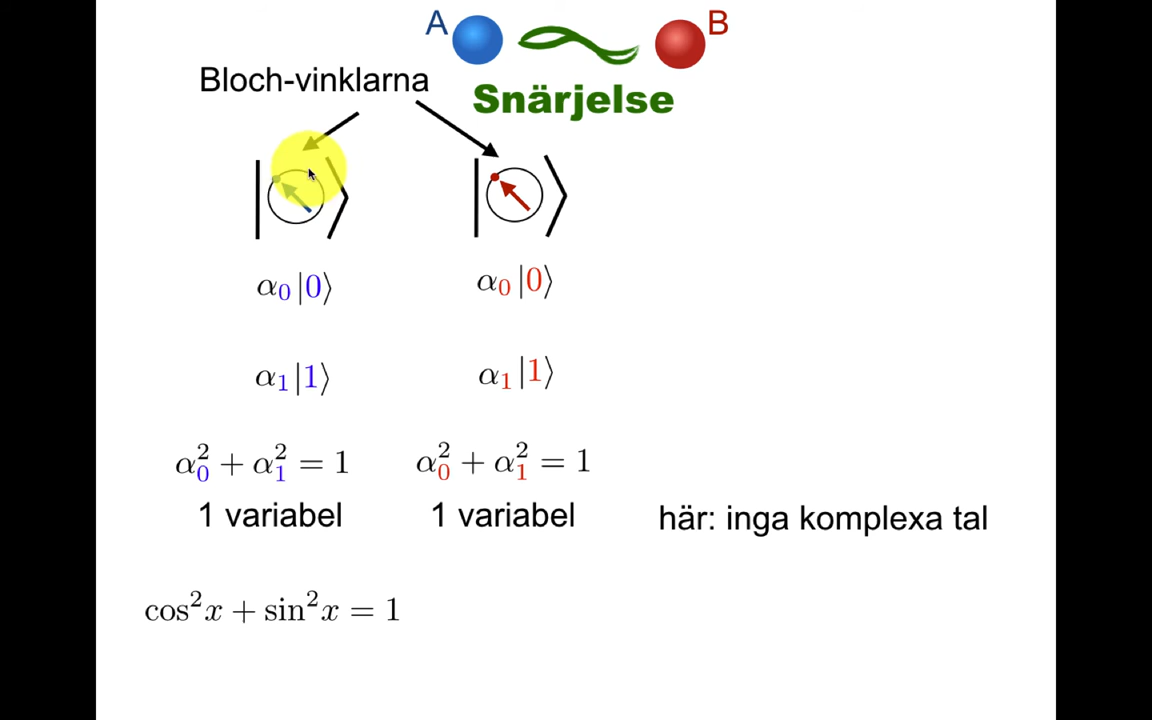 A B
Bloch-vinklarna
Snärjelse
α₀|0⟩ α₀|0⟩
α₁|1⟩ α₁|1⟩
α₀² + α₁² = 1 α₀² + α₁² = 1
1 variabel 1 variabel här: inga komplexa tal
cos²x + sin²x = 1